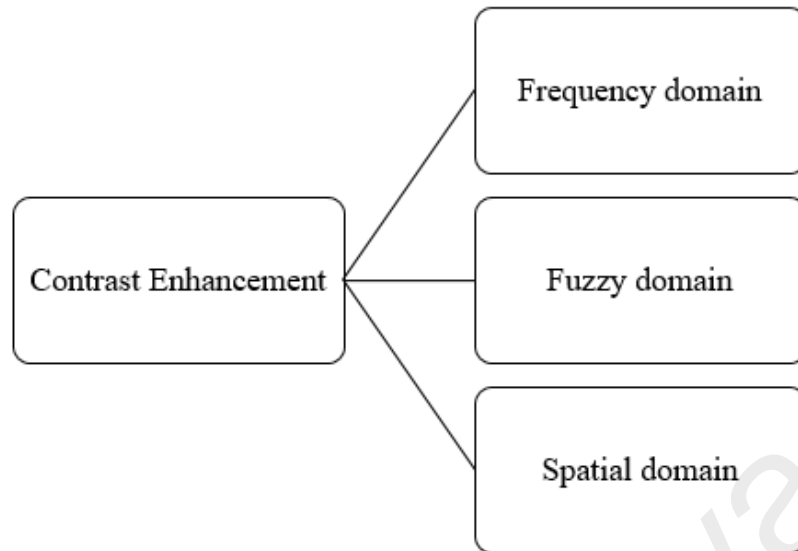 Frequency domain
Contrast Enhancement
Fuzzy domain
Spatial domain